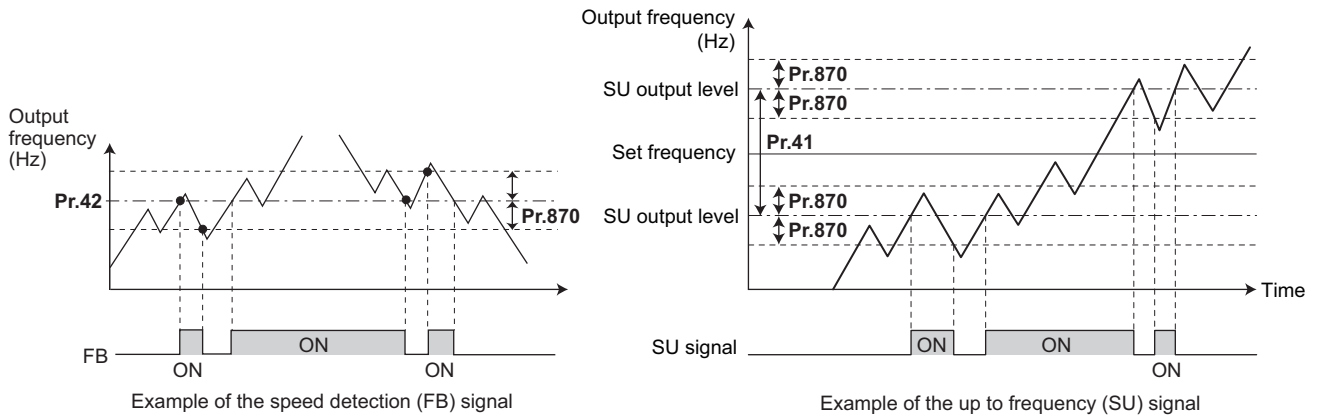 Output
frequency
(Hz)
Pr.42
Pr.870
FB
ON
ON
ON
Example of the speed detection (FB) signal
Output frequency
(Hz)
Pr.870
SU output level
Pr.870
Pr.41
Set frequency
Pr.870
SU output level
Pr.870
Time
SU signal
ON
ON
ON
Example of the up to frequency (SU) signal